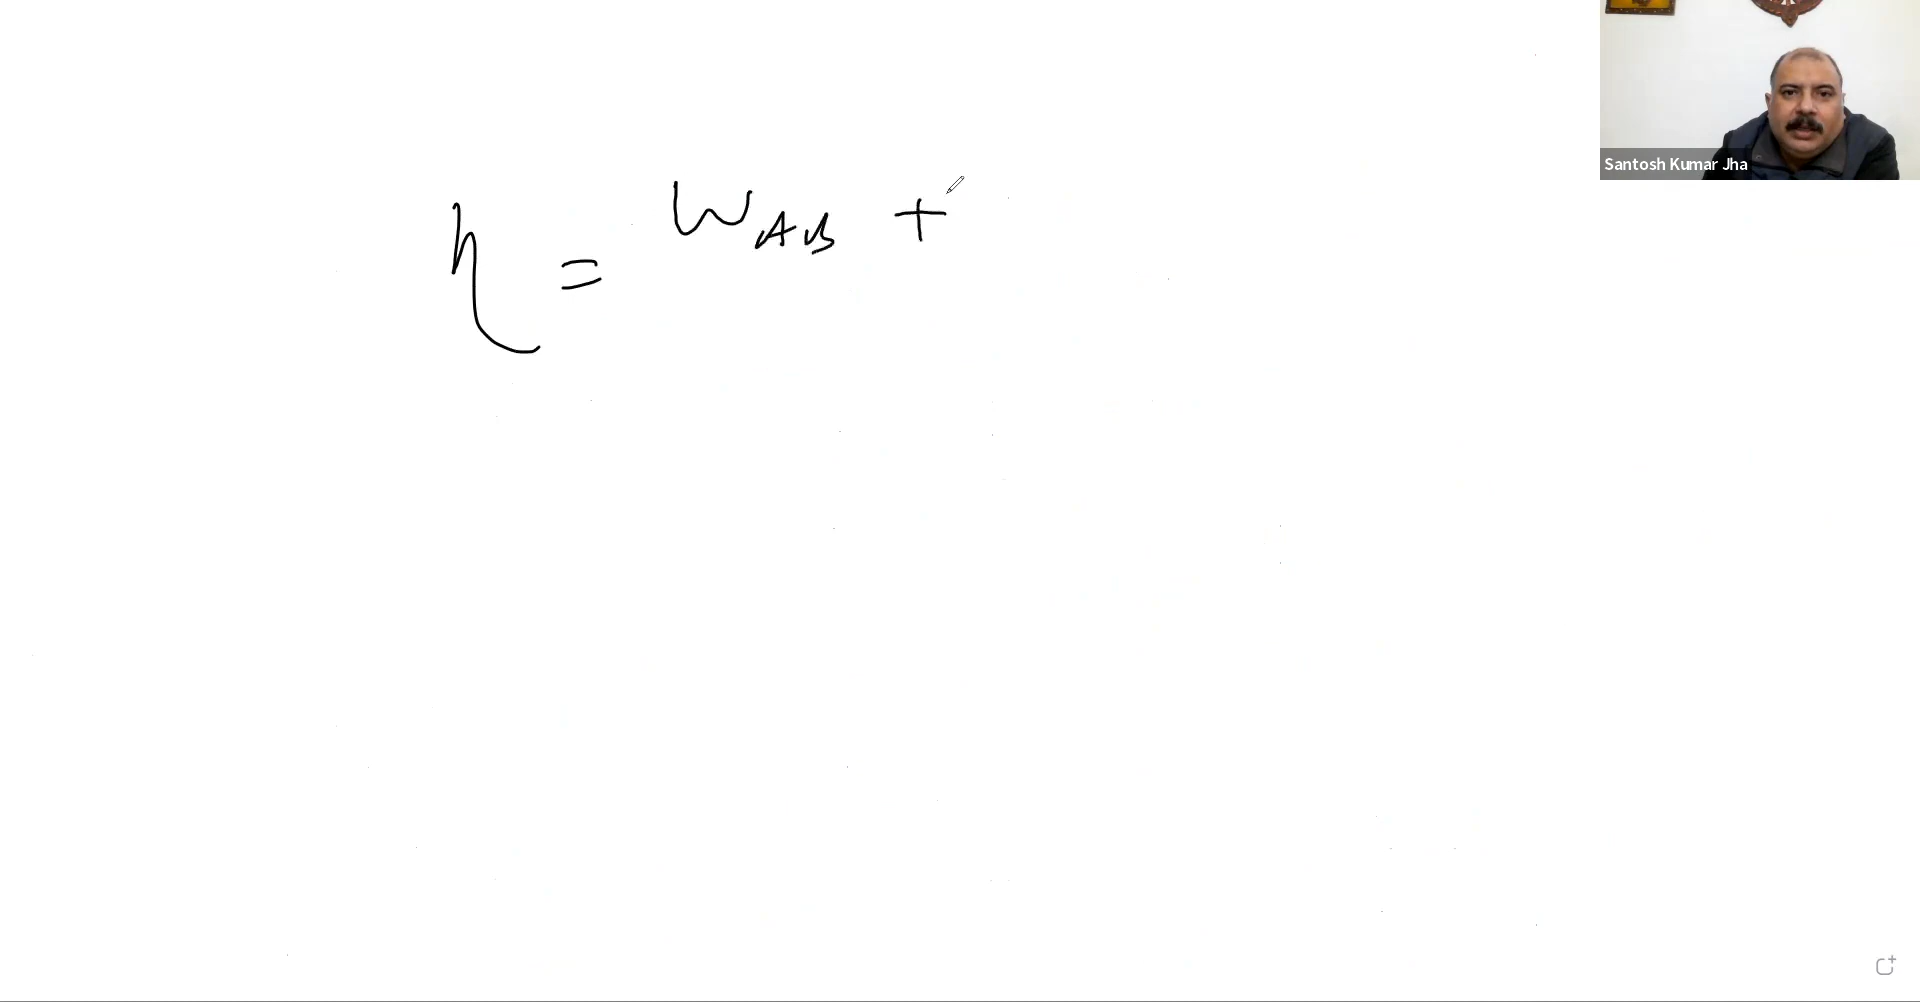 η = W_AB +
Santosh Kumar Jha